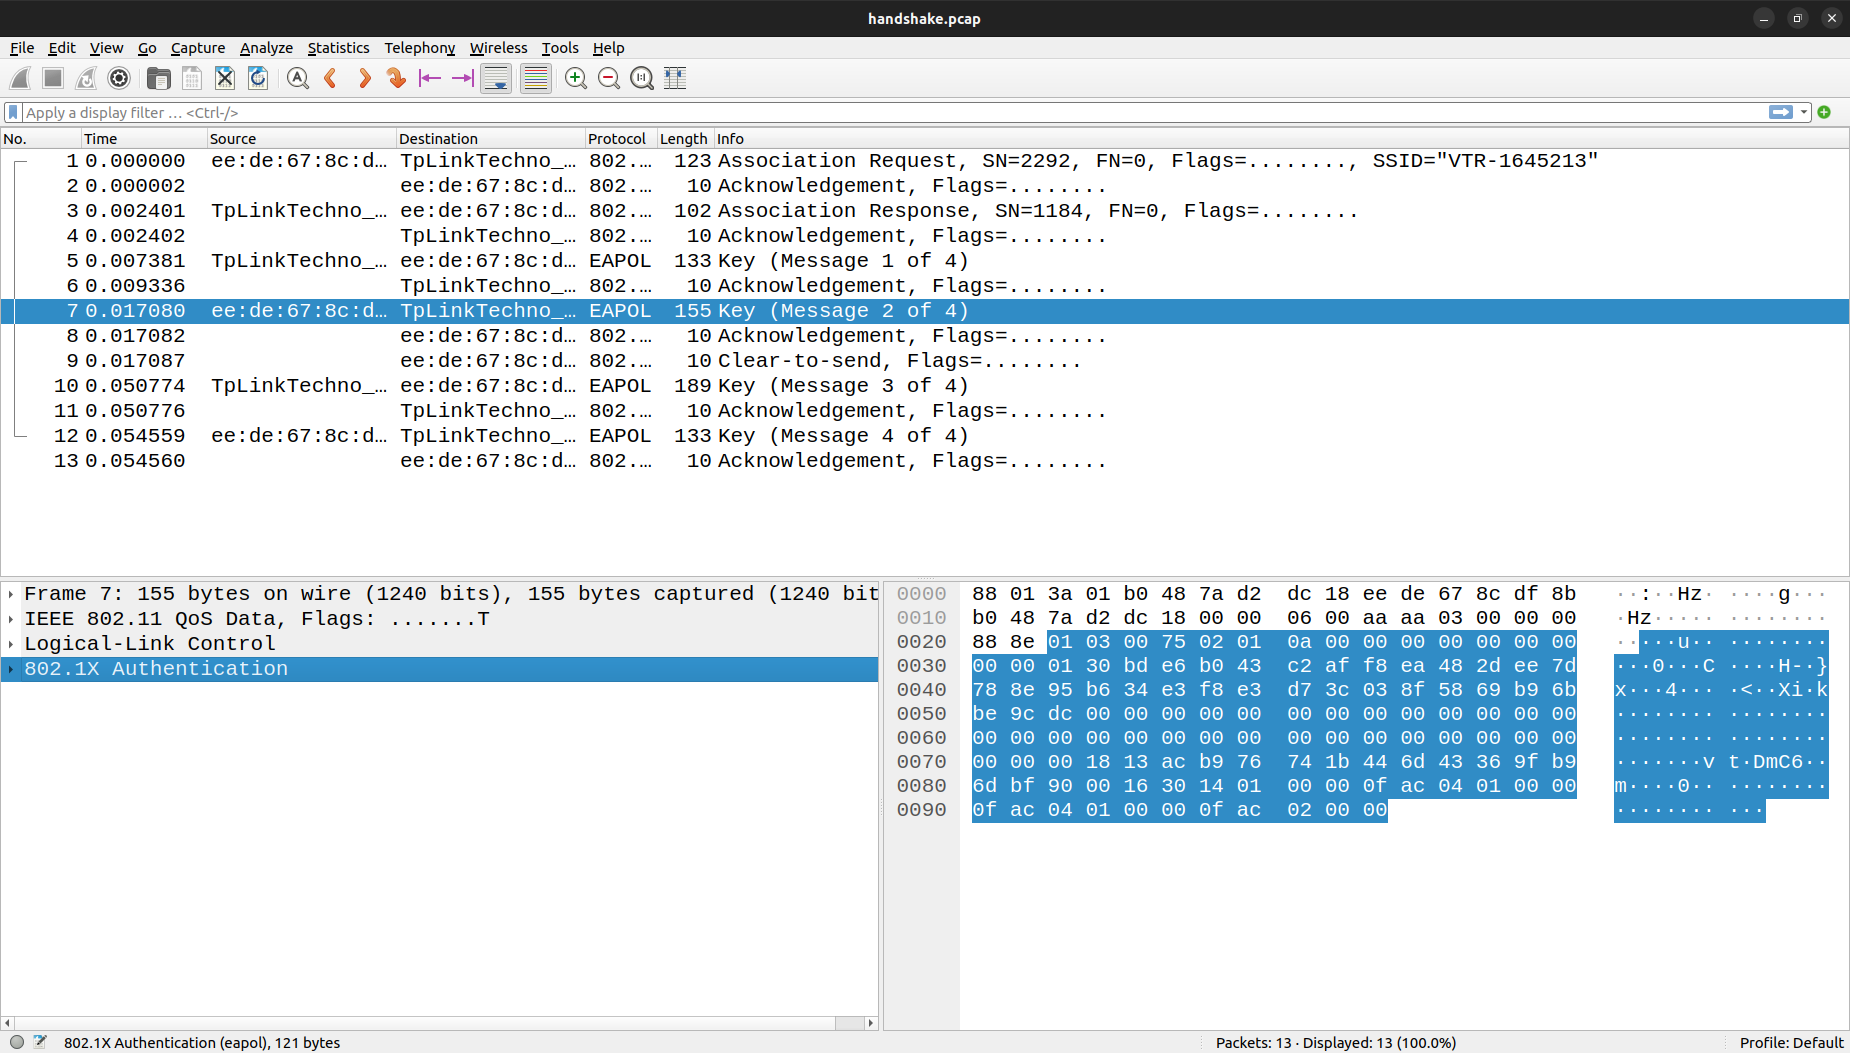 handshake.pcap
File Edit View Go Capture Analyze Statistics Telephony Wireless Tools Help
Apply a display filter … <Ctrl-/>
No. Time Source Destination Protocol Length Info
1 0.000000 ee:de:67:8c:d… TpLinkTechno_… 802.… 123 Association Request, SN=2292, FN=0, Flags=........, SSID="VTR-1645213"
2 0.000002 ee:de:67:8c:d… 802.… 10 Acknowledgement, Flags=........
3 0.002401 TpLinkTechno_… ee:de:67:8c:d… 802.… 102 Association Response, SN=1184, FN=0, Flags=........
4 0.002402 TpLinkTechno_… 802.… 10 Acknowledgement, Flags=........
5 0.007381 TpLinkTechno_… ee:de:67:8c:d… EAPOL 133 Key (Message 1 of 4)
6 0.009336 TpLinkTechno_… 802.… 10 Acknowledgement, Flags=........
7 0.017080 ee:de:67:8c:d… TpLinkTechno_… EAPOL 155 Key (Message 2 of 4)
8 0.017082 ee:de:67:8c:d… 802.… 10 Acknowledgement, Flags=........
9 0.017087 ee:de:67:8c:d… 802.… 10 Clear-to-send, Flags=........
10 0.050774 TpLinkTechno_… ee:de:67:8c:d… EAPOL 189 Key (Message 3 of 4)
11 0.050776 TpLinkTechno_… 802.… 10 Acknowledgement, Flags=........
12 0.054559 ee:de:67:8c:d… TpLinkTechno_… EAPOL 133 Key (Message 4 of 4)
13 0.054560 ee:de:67:8c:d… 802.… 10 Acknowledgement, Flags=........
Frame 7: 155 bytes on wire (1240 bits), 155 bytes captured (1240 bit
IEEE 802.11 QoS Data, Flags: .......T
Logical-Link Control
802.1X Authentication
0000 88 01 3a 01 b0 48 7a d2 dc 18 ee de 67 8c df 8b ··:··Hz· ····g···
0010 b0 48 7a d2 dc 18 00 00 06 00 aa aa 03 00 00 00 ·Hz····· ········
0020 88 8e 01 03 00 75 02 01 0a 00 00 00 00 00 00 00 ·····u·· ········
0030 00 00 01 30 bd e6 b0 43 c2 af f8 ea 48 2d ee 7d ···0···C ····H-·}
0040 78 8e 95 b6 34 e3 f8 e3 d7 3c 03 8f 58 69 b9 6b x···4··· ·<··Xi·k
0050 be 9c dc 00 00 00 00 00 00 00 00 00 00 00 00 00 ········ ········
0060 00 00 00 00 00 00 00 00 00 00 00 00 00 00 00 00 ········ ········
0070 00 00 00 18 13 ac b9 76 74 1b 44 6d 43 36 9f b9 ·······v t·DmC6··
0080 6d bf 90 00 16 30 14 01 00 00 0f ac 04 01 00 00 m····0·· ········
0090 0f ac 04 01 00 00 0f ac 02 00 00 ········ ···
802.1X Authentication (eapol), 121 bytes
Packets: 13 · Displayed: 13 (100.0%)
Profile: Default